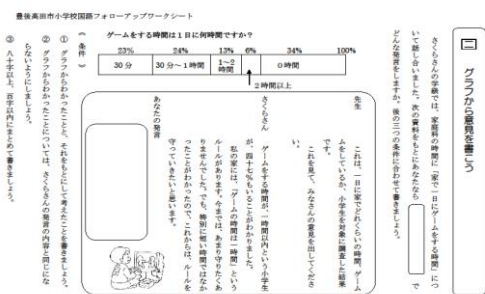 豊後高田市小学校国語フォローアップワークシート
二 グラフから意見を書こう
さくらさんの学級では、家庭科の時間に、「家で一日にゲームをする時間」につ
いて話し合いました。次の資料をもとにあなたなら で
どんな発言をしますか。後の三つの条件に合わせて書きましょう。
ゲームをする時間は1日に何時間ですか?
23% 24% 13% 6% 34% 100%
30分 30分~1時間 1~2時間 0時間
2時間以上
先生 これは、一日に家でどれくらいの時間、ゲー
ムをしているか、小学生を対象に調査した結果
です。
これを見て、みなさんの意見を出してくださ
い。
さくらさん ゲームをする時間が、一時間以内という小学生
が、四十七%もいることがわかりました。
私の家には、「ゲームの時間は一時間」という
ルールがあります。今までは、あまり守りたくあ
りませんでした。でも、特別に短い時間ではなか
ったことがわかったので、これからは、ルールを
守っていきたいと思います。
あなたの発言
《条件》
① グラフからわかったことと、それをもとにして考えたことを書きましょう。
② グラフからわかったことについては、さくらさんの発言の内容と同じにな
らないようにしましょう。
③ 八十字以上、百字以内にまとめて書きましょう。